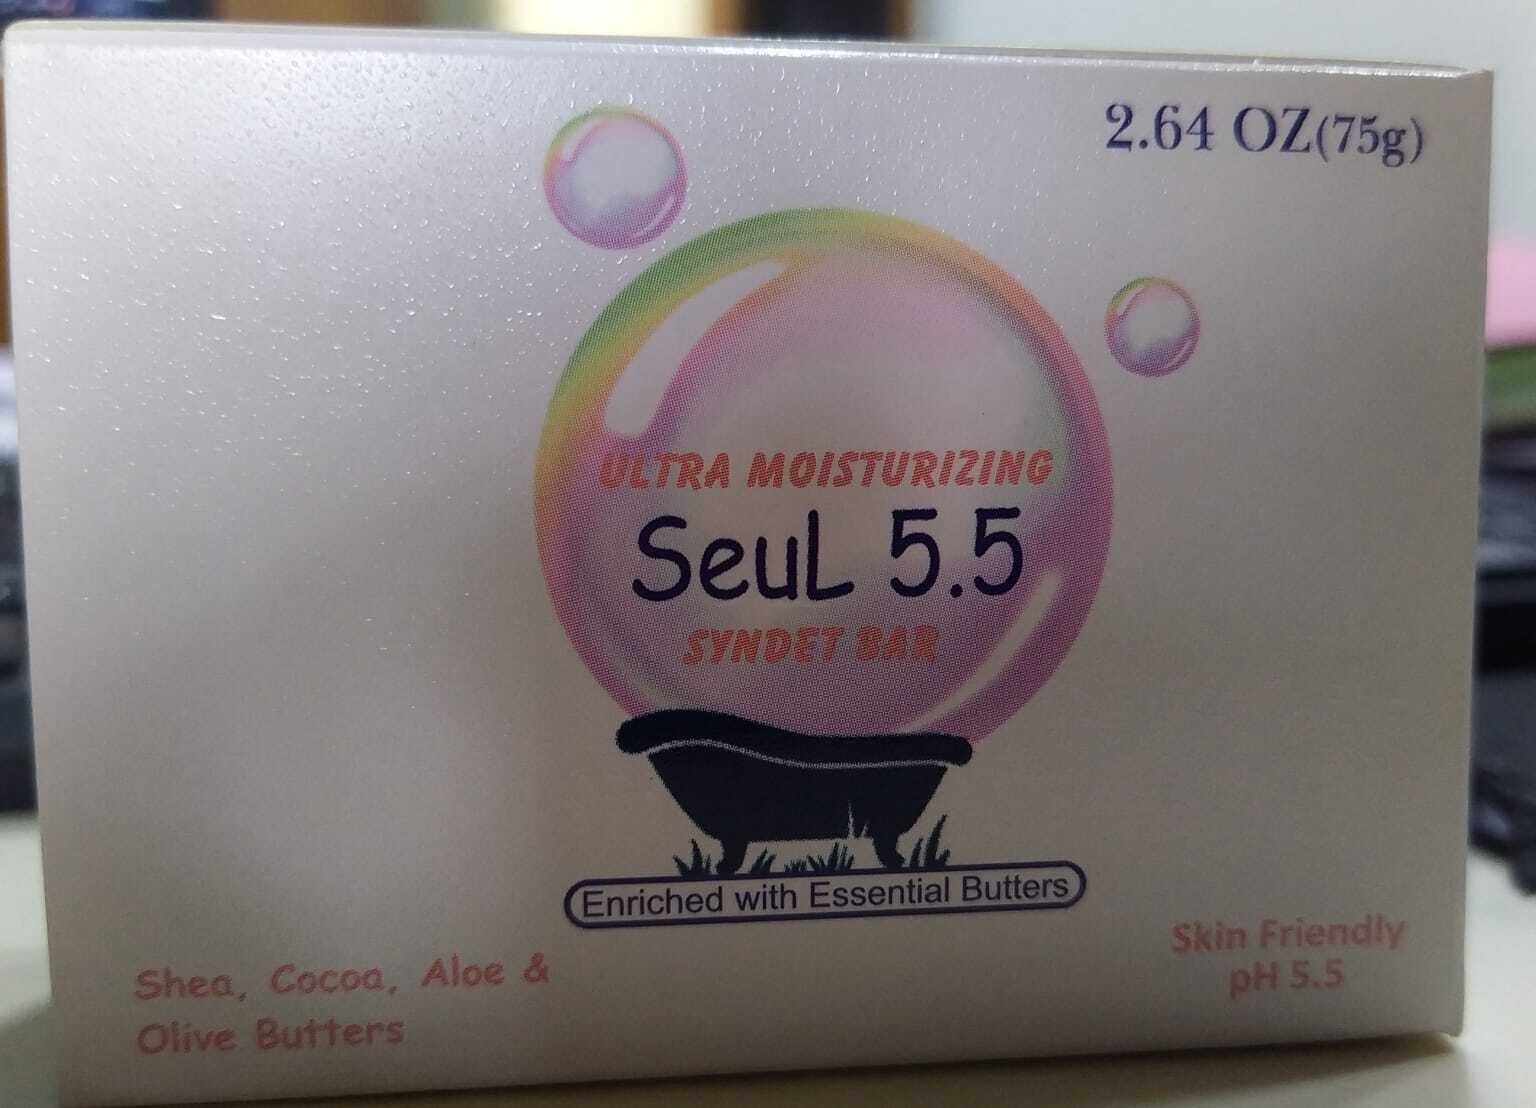 2.64 OZ(75g)
ULTRA MOISTURIZING
SeuL 5.5
SYNDET BAR
Enriched with Essential Butters
Shea, Cocoa, Aloe &
Olive Butters
Skin Friendly
pH 5.5